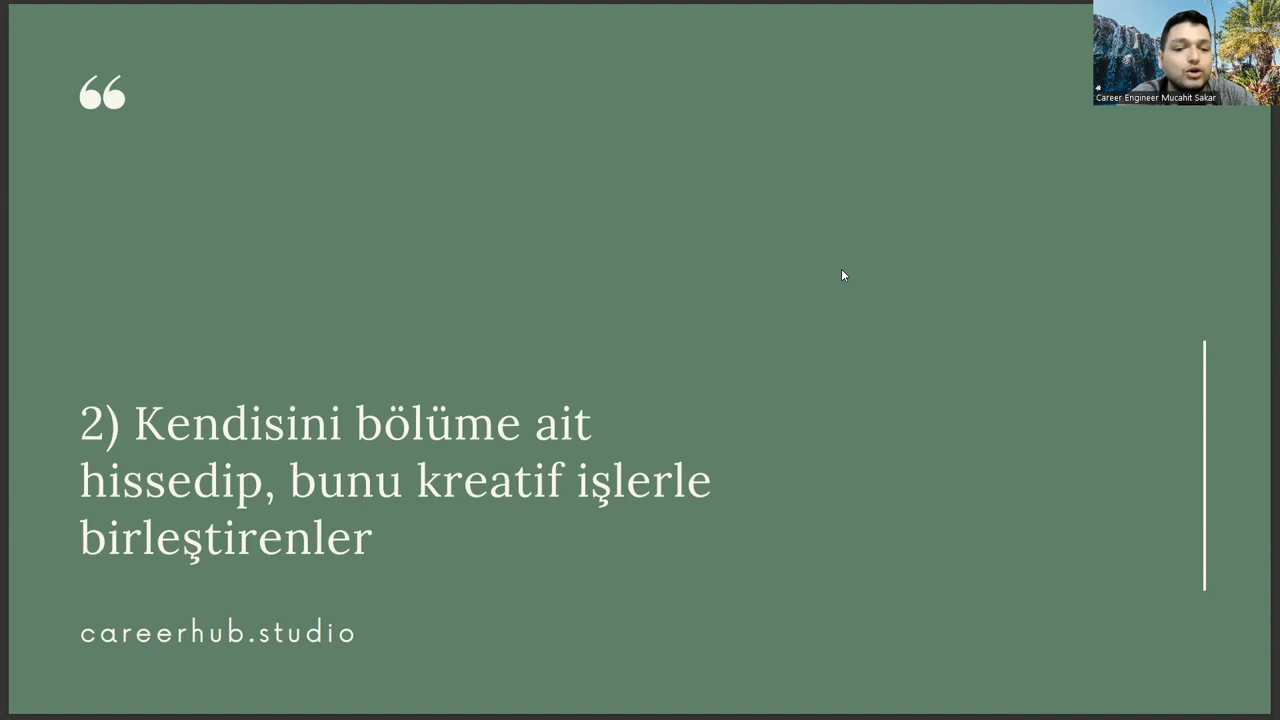 Career Engineer Mucahit Sakar
2) Kendisini bölüme ait
hissedip, bunu kreatif işlerle
birleştirenler
careerhub.studio